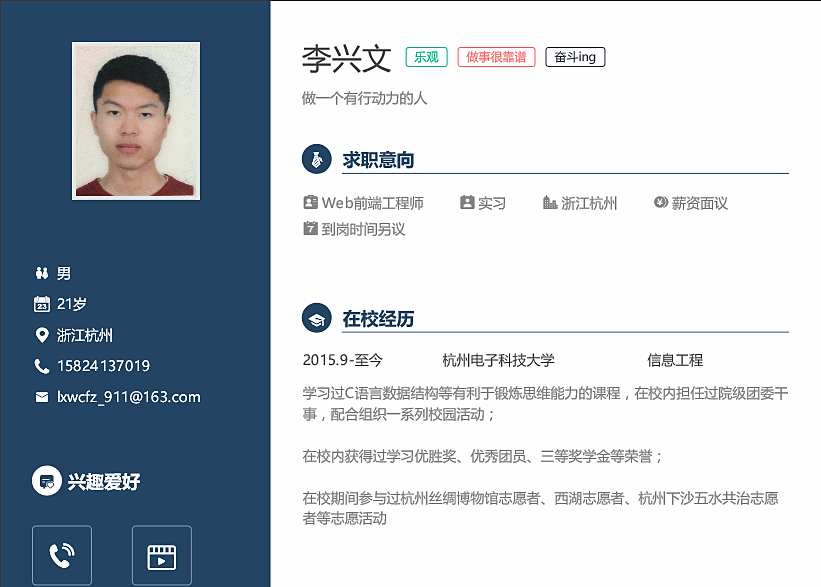 男
21岁
浙江杭州
15824137019
lxwcfz_911@163.com
兴趣爱好
李兴文 乐观 做事很靠谱 奋斗ing
做一个有行动力的人
求职意向
Web前端工程师 实习 浙江杭州 薪资面议
到岗时间另议
在校经历
2015.9-至今 杭州电子科技大学 信息工程
学习过C语言数据结构等有利于锻炼思维能力的课程，在校内担任过院级团委干
事，配合组织一系列校园活动；
在校内获得过学习优胜奖、优秀团员、三等奖学金等荣誉；
在校期间参与过杭州丝绸博物馆志愿者、西湖志愿者、杭州下沙五水共治志愿
者等志愿活动